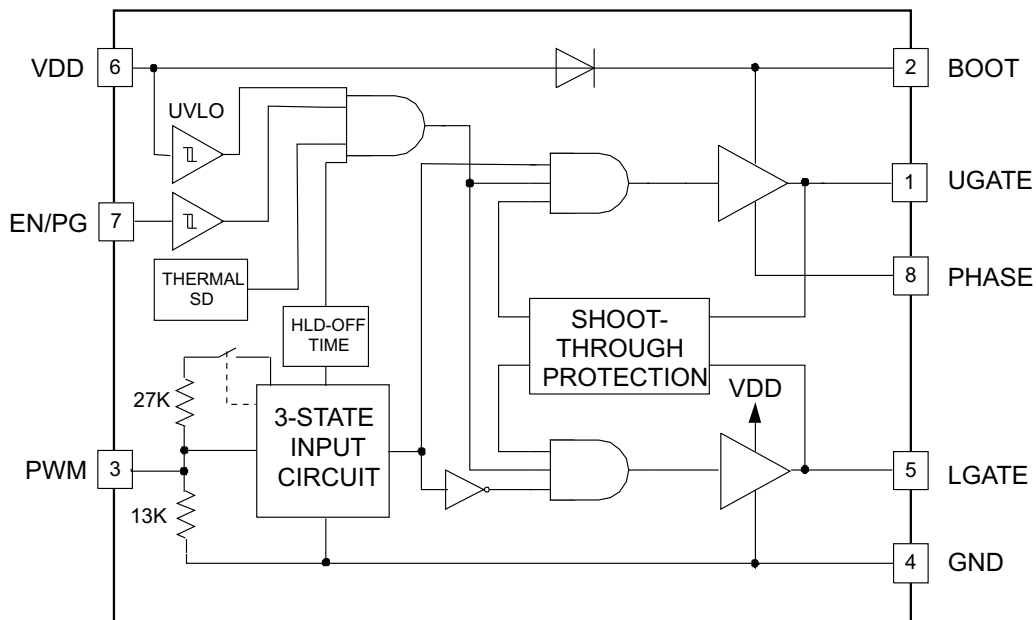 VDD
6
2
BOOT
UVLO
1
UGATE
EN/PG
7
THERMAL
SD
8
PHASE
HLD-OFF
TIME
SHOOT-
THROUGH
PROTECTION
27K
VDD
3-STATE
INPUT
CIRCUIT
PWM
3
5
LGATE
13K
4
GND